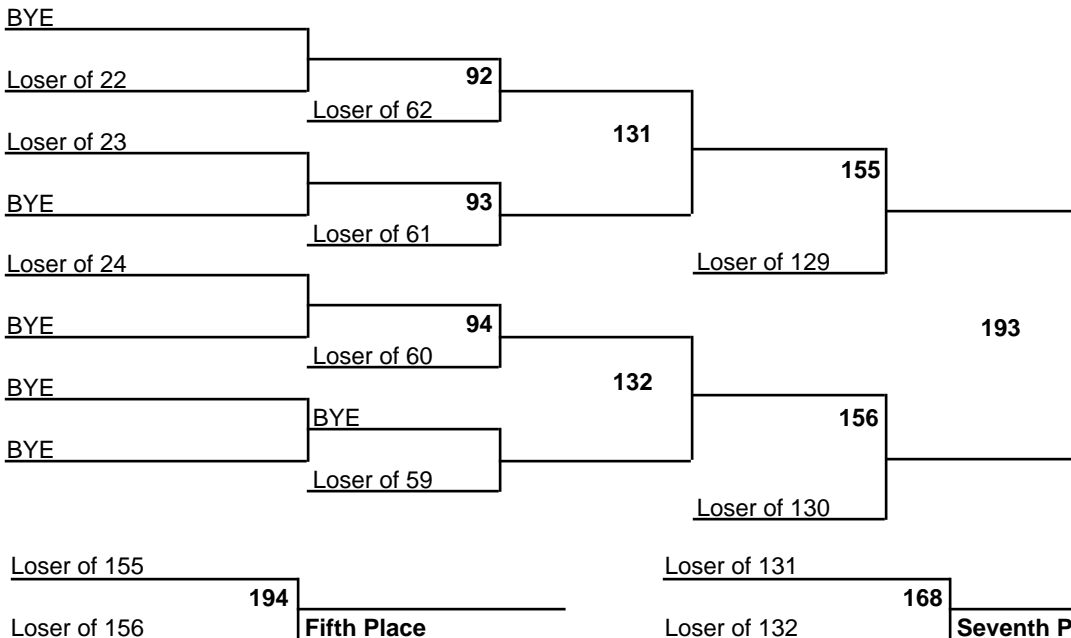 BYE
Loser of 22
92
Loser of 62
Loser of 23
131
155
BYE
93
Loser of 61
Loser of 24
Loser of 129
BYE
94
193
Loser of 60
BYE
132
BYE
156
BYE
Loser of 59
Loser of 130
Loser of 155
Loser of 131
194
168
Loser of 156
Fifth Place
Loser of 132
Seventh P